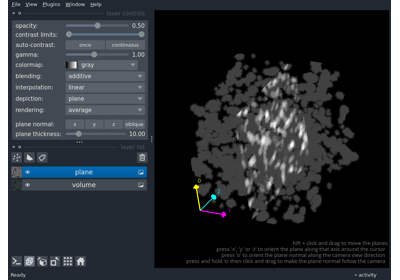 File View Plugins Window Help
layer controls
opacity: 0.50
contrast limits:
auto-contrast: once continuous
gamma: 1.00
colormap: gray
blending: additive
interpolation: linear
depiction: plane
rendering: average
plane normal: x y z oblique
plane thickness: 10.00
layer list
plane
volume
shift + click and drag to move the planes
press 'x', 'y' or 'z' to orient the plane along that axis around the cursor
press 'o' to orient the plane normal along the camera view direction
press and hold 'o' then click and drag to make the plane normal follow the camera
Ready
activity